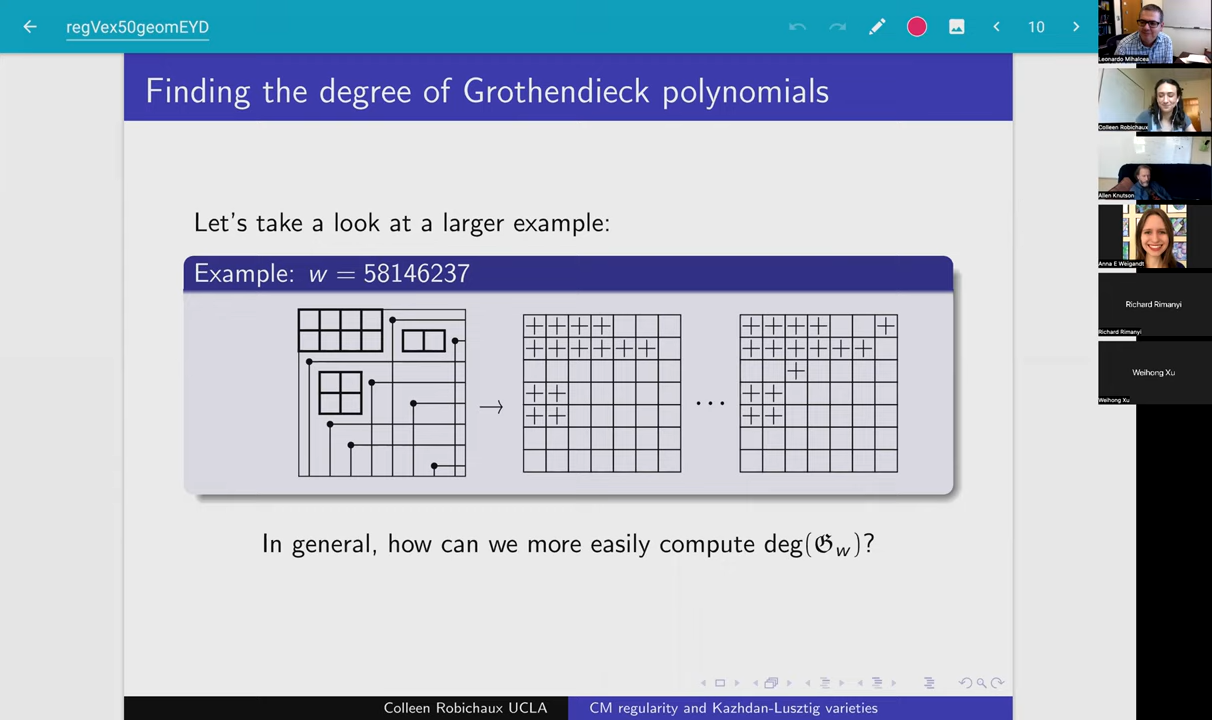 regVex50geomEYD
10
Finding the degree of Grothendieck polynomials
Let's take a look at a larger example:
Example: w = 58146237
→ ···
In general, how can we more easily compute deg(𝔊_w)?
Colleen Robichaux UCLA
CM regularity and Kazhdan-Lusztig varieties
Leonardo Mihalcea
Colleen Robichaux
Allen Knutson
Anna E Weigandt
Richard Rimanyi
Richard Rimanyi
Weihong Xu
Weihong Xu